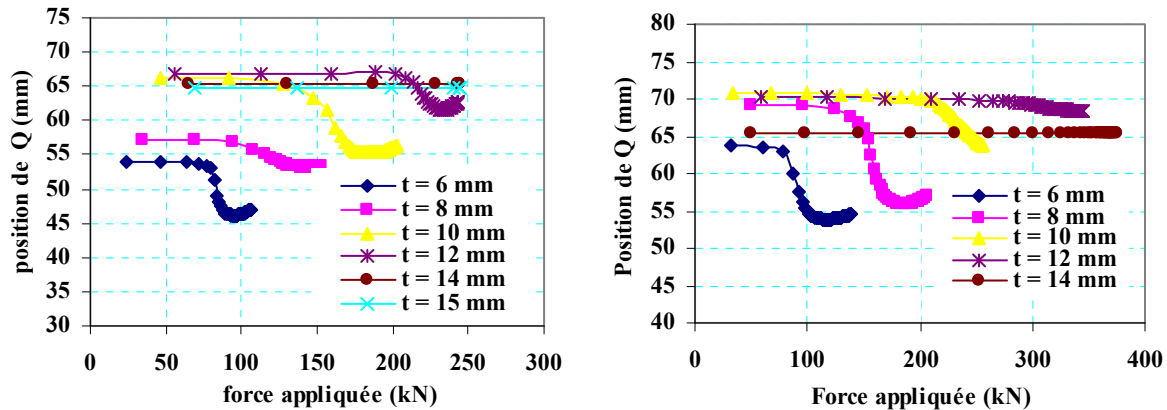 75
70
65
60
55
50
45
40
35
30
position de Q (mm)
0 50 100 150 200 250 300
force appliquée (kN)
t = 6 mm
t = 8 mm
t = 10 mm
t = 12 mm
t = 14 mm
t = 15 mm
80
75
70
65
60
55
50
45
40
Position de Q (mm)
0 100 200 300 400
Force appliquée (kN)
t = 6 mm
t = 8 mm
t = 10 mm
t = 12 mm
t = 14 mm